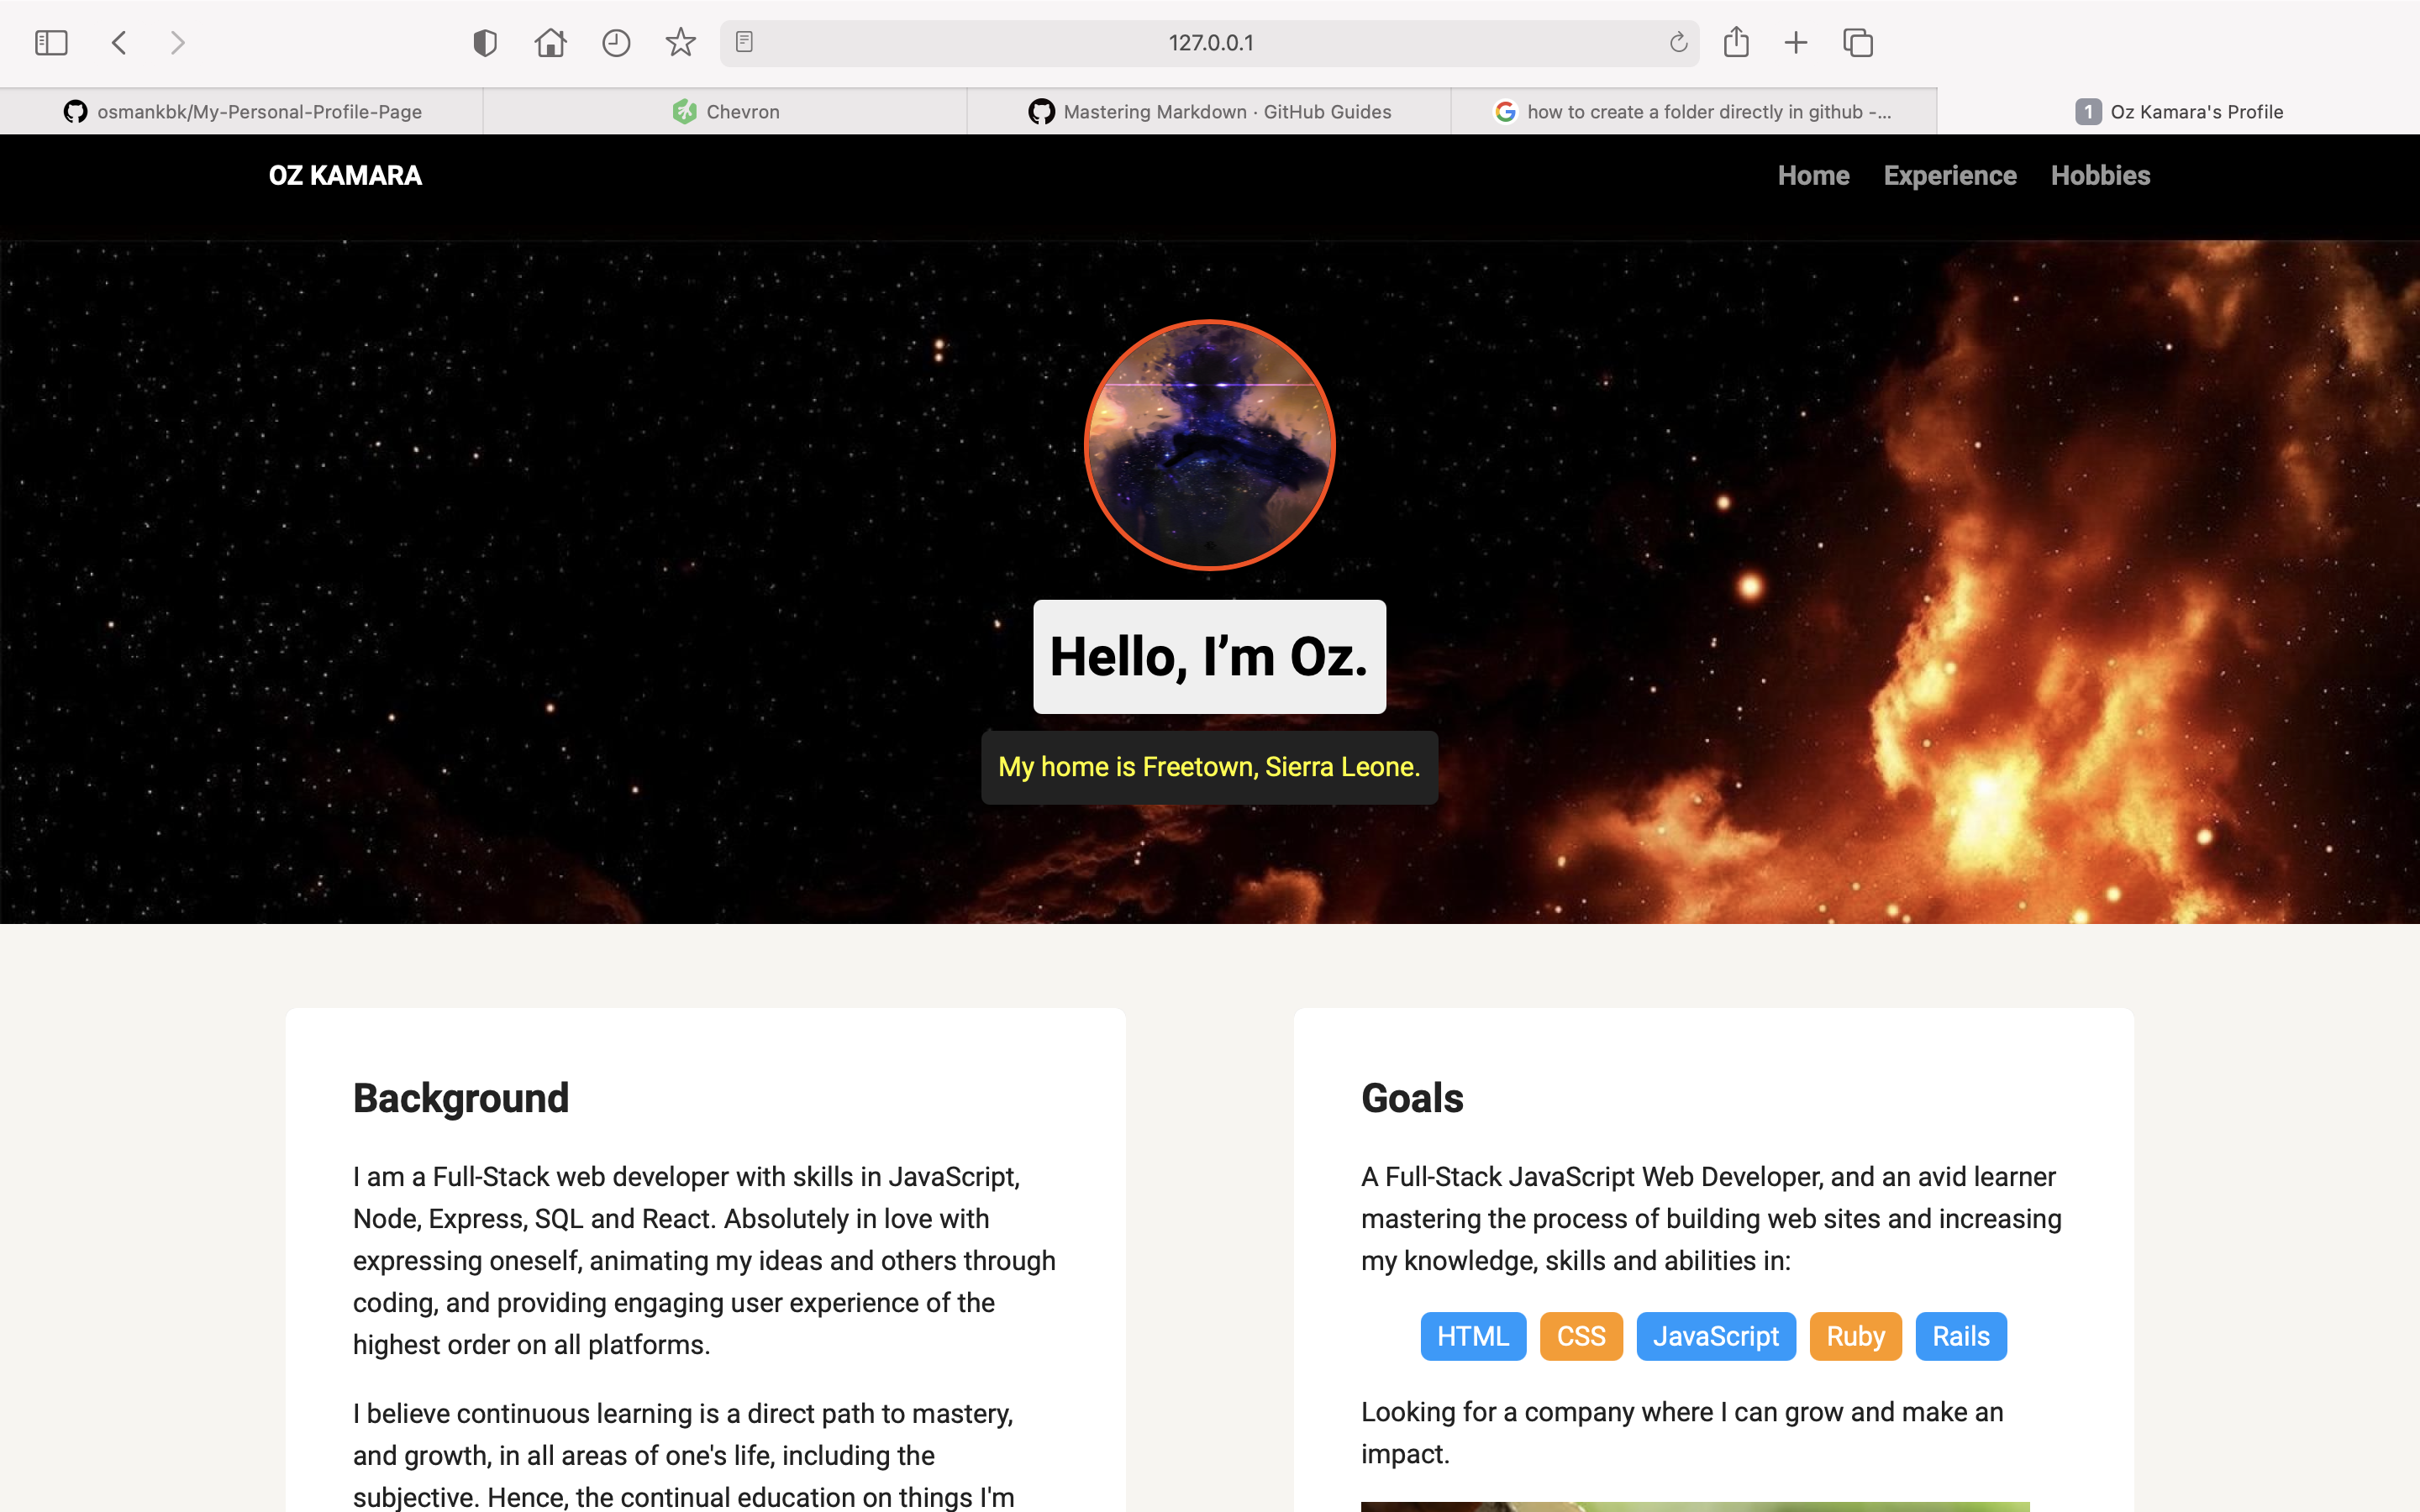 127.0.0.1
osmankbk/My-Personal-Profile-Page
Chevron
Mastering Markdown · GitHub Guides
how to create a folder directly in github -...
1 Oz Kamara's Profile
OZ KAMARA
Home Experience Hobbies
Hello, I’m Oz.
My home is Freetown, Sierra Leone.
Background
I am a Full-Stack web developer with skills in JavaScript,
Node, Express, SQL and React. Absolutely in love with
expressing oneself, animating my ideas and others through
coding, and providing engaging user experience of the
highest order on all platforms.
I believe continuous learning is a direct path to mastery,
and growth, in all areas of one's life, including the
subjective. Hence, the continual education on things I'm
Goals
A Full-Stack JavaScript Web Developer, and an avid learner
mastering the process of building web sites and increasing
my knowledge, skills and abilities in:
HTML CSS JavaScript Ruby Rails
Looking for a company where I can grow and make an
impact.